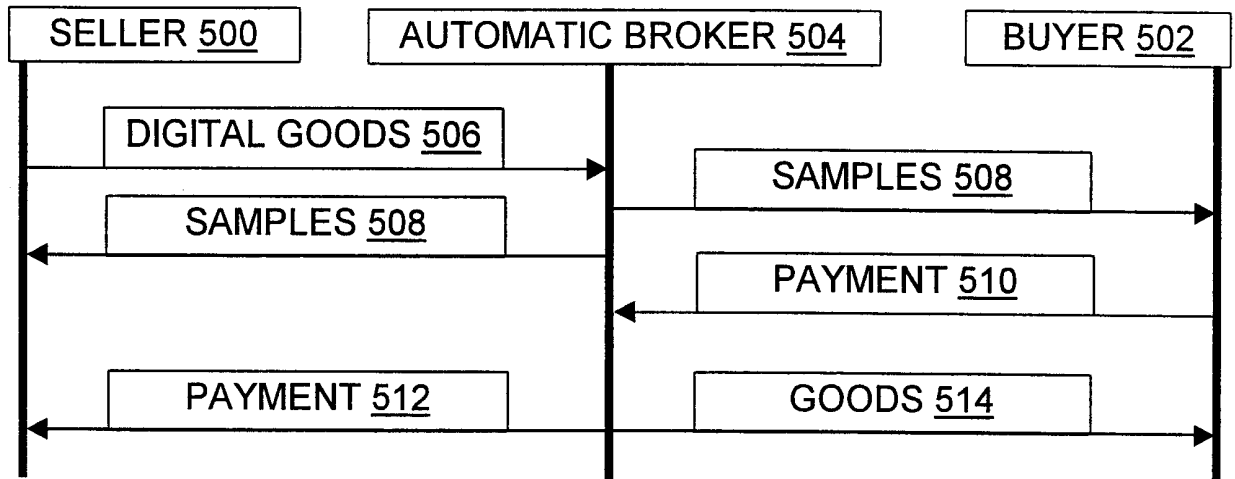 SELLER 500
AUTOMATIC BROKER 504
BUYER 502
DIGITAL GOODS 506
SAMPLES 508
SAMPLES 508
PAYMENT 510
PAYMENT 512
GOODS 514